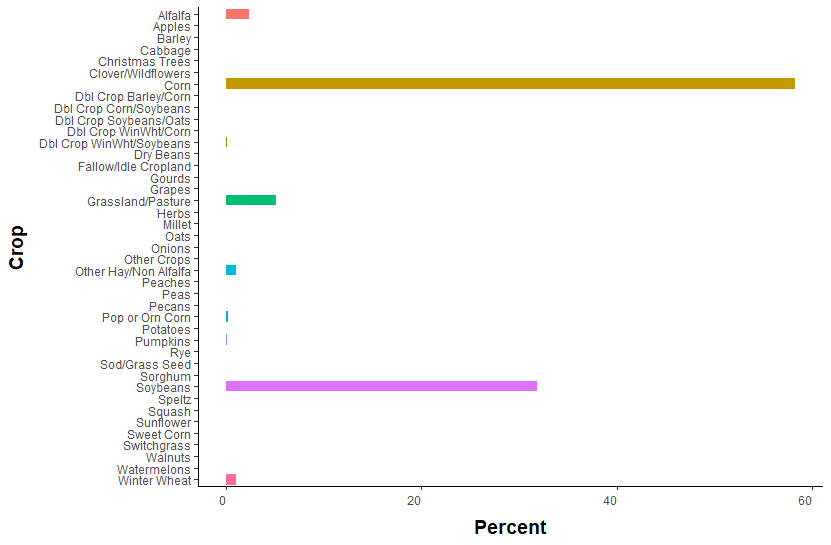 Alfalfa
Apples
Barley
Cabbage
Christmas Trees
Clover/Wildflowers
Corn
Dbl Crop Barley/Corn
Dbl Crop Corn/Soybeans
Dbl Crop Soybeans/Oats
Dbl Crop WinWht/Corn
Dbl Crop WinWht/Soybeans
Dry Beans
Fallow/Idle Cropland
Gourds
Grapes
Grassland/Pasture
Herbs
Millet
Oats
Onions
Other Crops
Other Hay/Non Alfalfa
Peaches
Peas
Pecans
Pop or Orn Corn
Potatoes
Pumpkins
Rye
Sod/Grass Seed
Sorghum
Soybeans
Speltz
Squash
Sunflower
Sweet Corn
Switchgrass
Walnuts
Watermelons
Winter Wheat
Crop
0 20 40 60
Percent